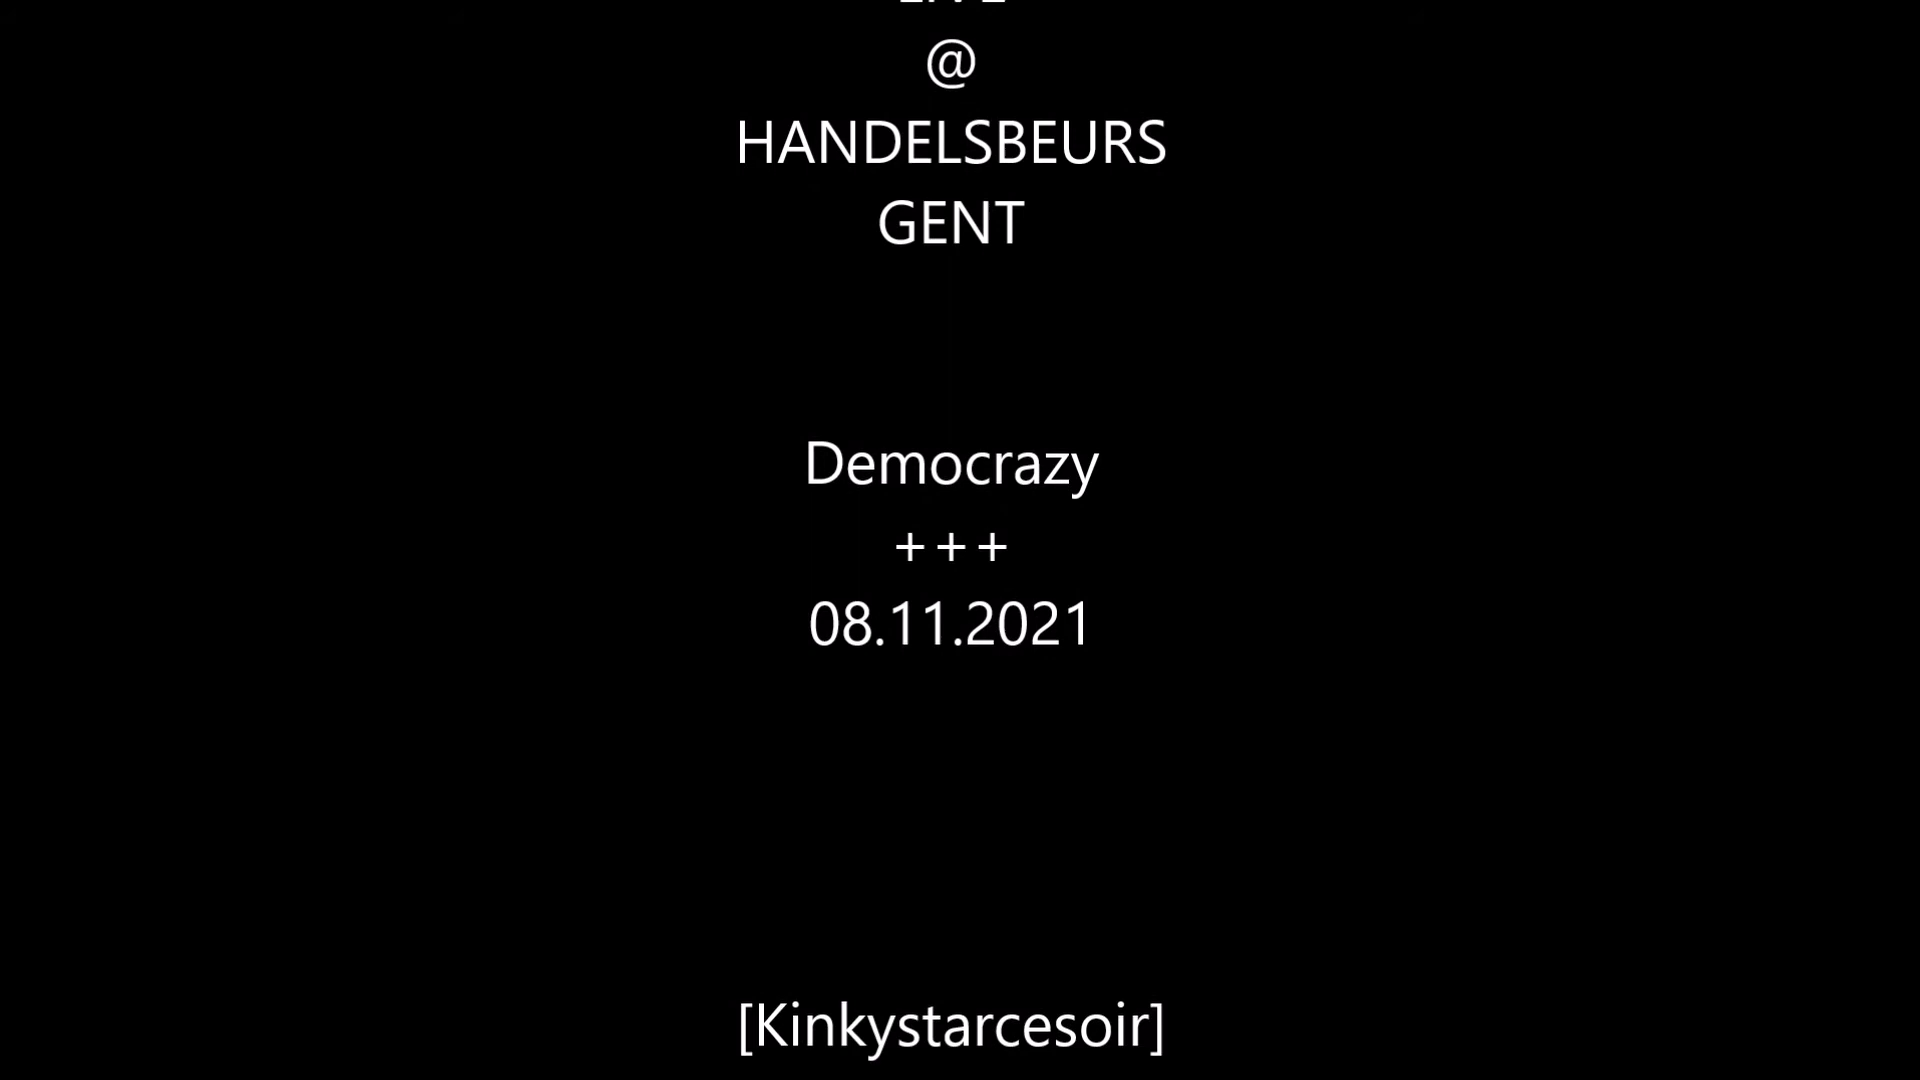 @
HANDELSBEURS
GENT
Democrazy
+++
08.11.2021
[Kinkystarcesoir]